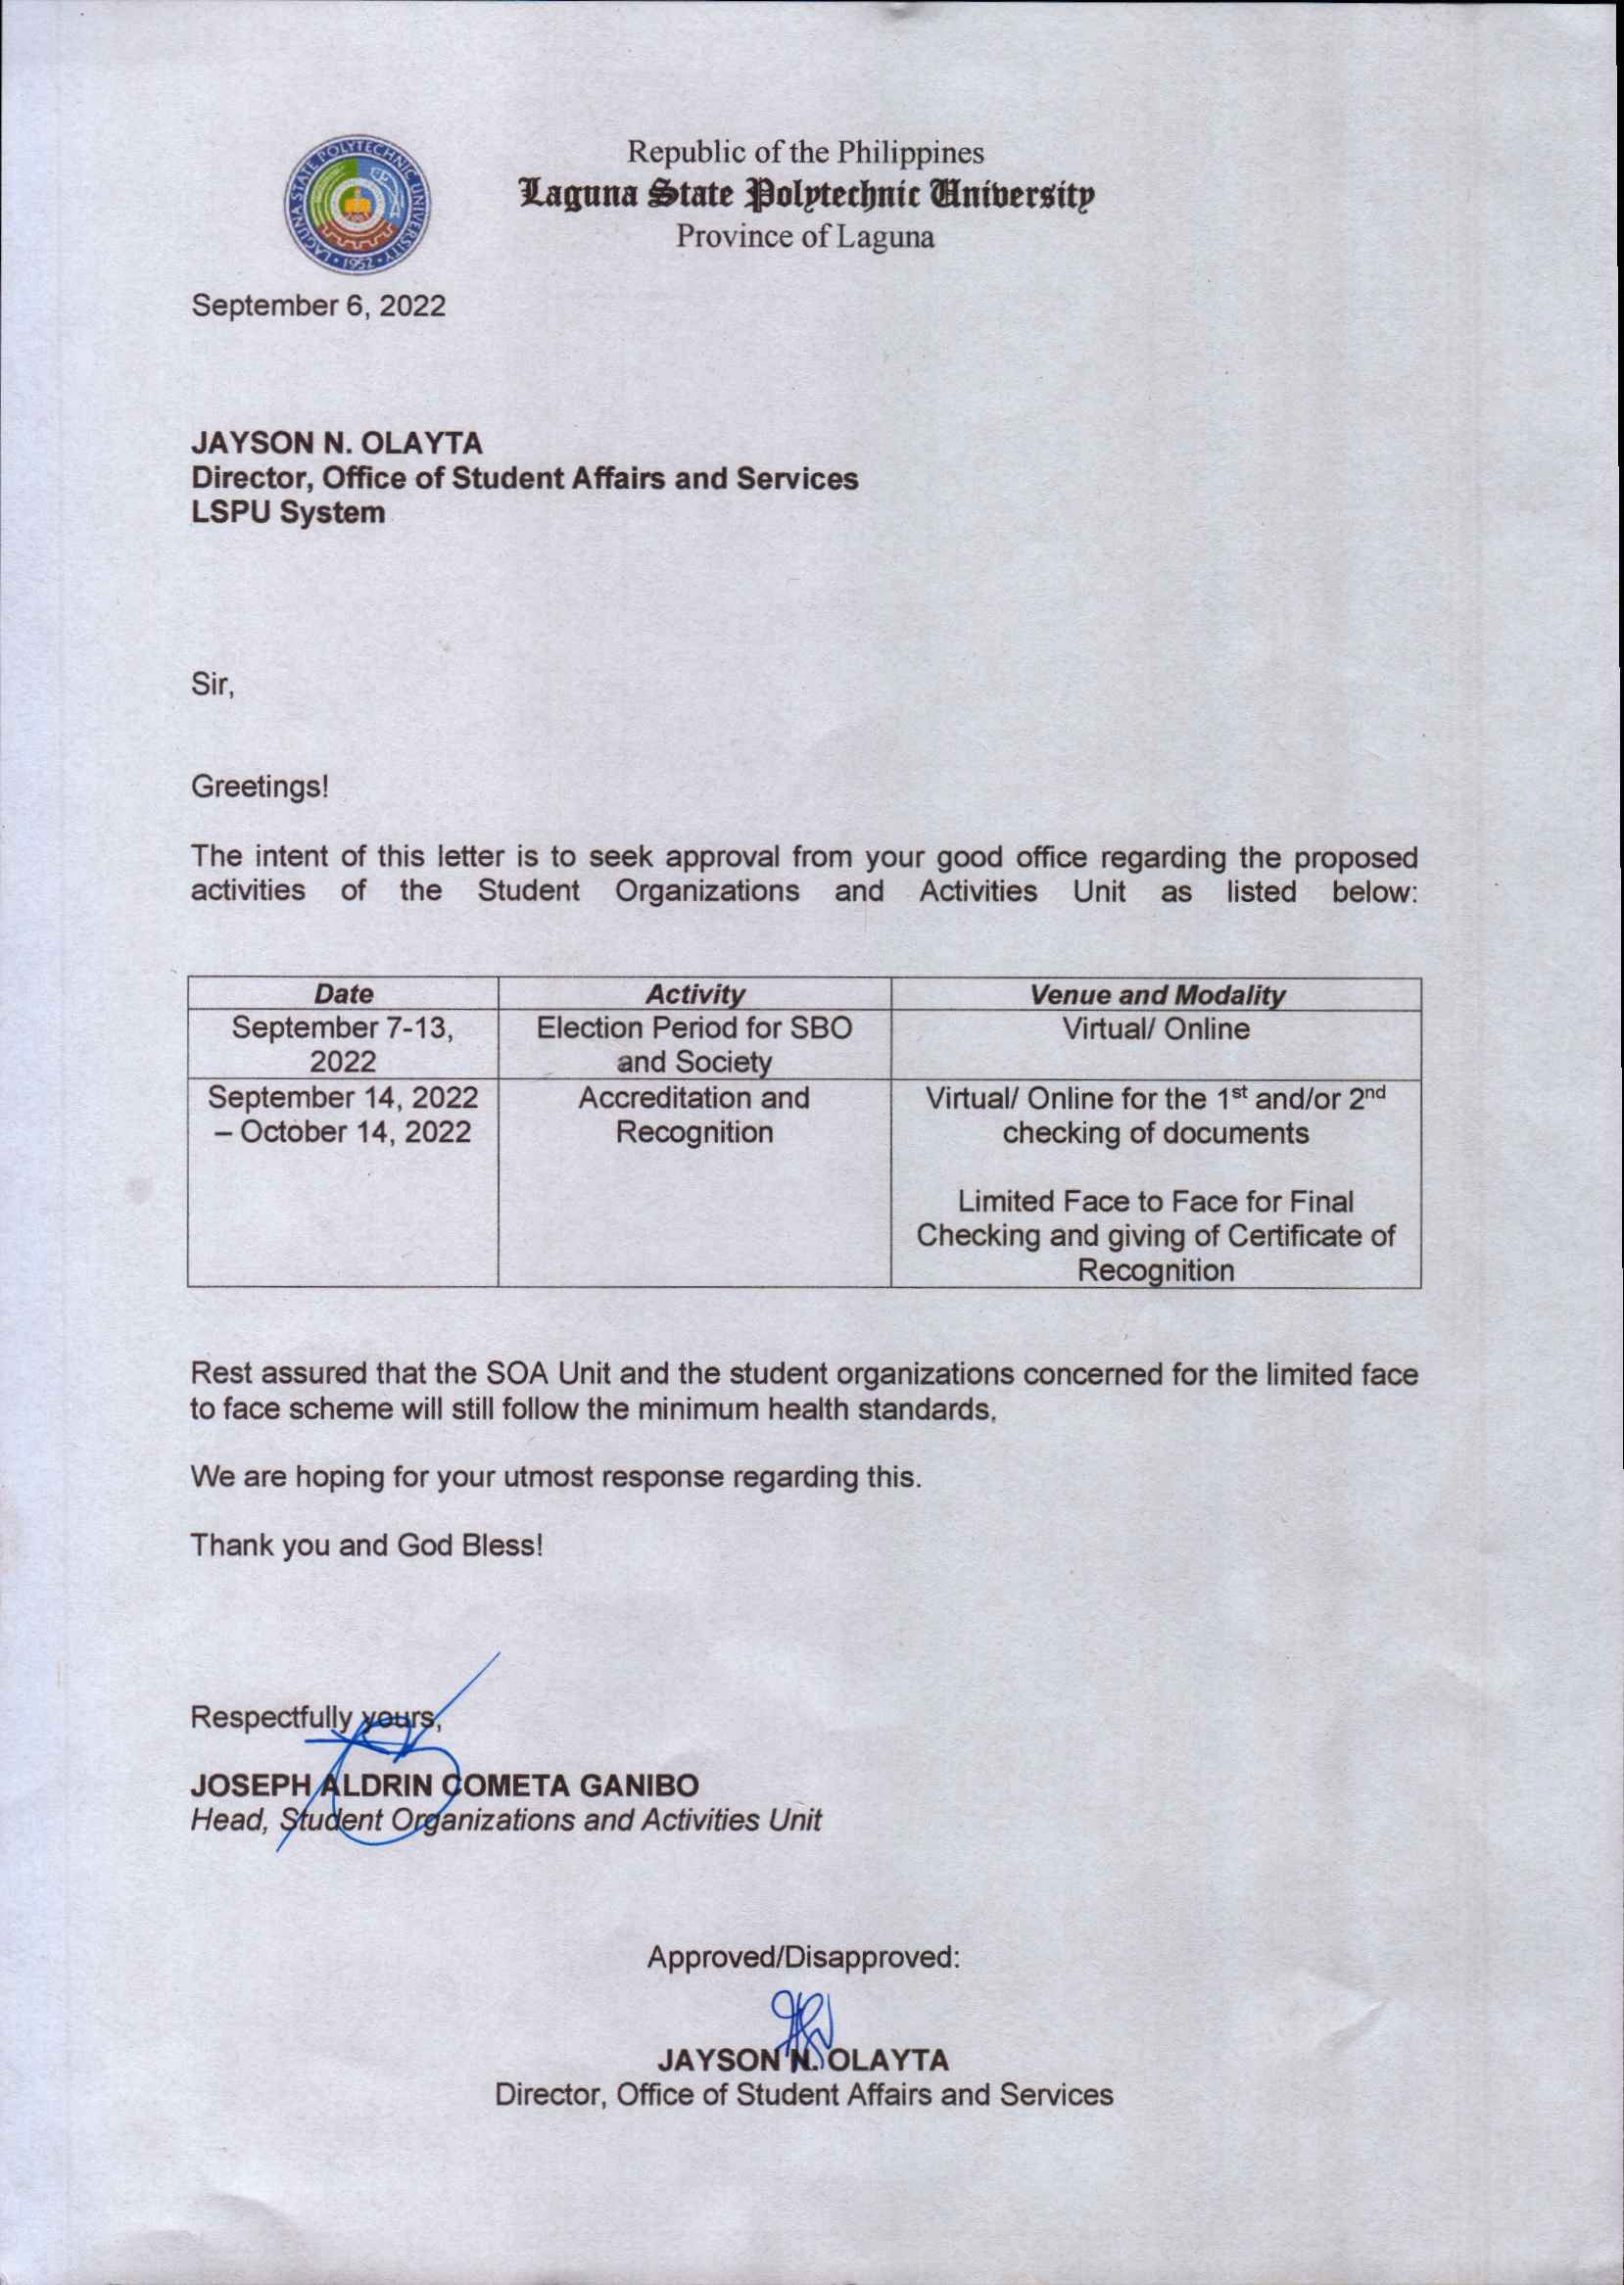 LAGUNA STATE POLYTECHNIC UNIVERSITY
• 1952 •
Republic of the Philippines
Laguna State Polytechnic University
Province of Laguna
September 6, 2022
JAYSON N. OLAYTA
Director, Office of Student Affairs and Services
LSPU System
Sir,
Greetings!
The intent of this letter is to seek approval from your good office regarding the proposed
activities of the Student Organizations and Activities Unit as listed below:
Date Activity Venue and Modality
September 7-13, Election Period for SBO Virtual/ Online
2022 and Society
September 14, 2022 Accreditation and Virtual/ Online for the 1st and/or 2nd
– October 14, 2022 Recognition checking of documents
Limited Face to Face for Final
Checking and giving of Certificate of
Recognition
Rest assured that the SOA Unit and the student organizations concerned for the limited face
to face scheme will still follow the minimum health standards.
We are hoping for your utmost response regarding this.
Thank you and God Bless!
Respectfully yours,
JOSEPH ALDRIN COMETA GANIBO
Head, Student Organizations and Activities Unit
Approved/Disapproved:
JAYSON N. OLAYTA
Director, Office of Student Affairs and Services